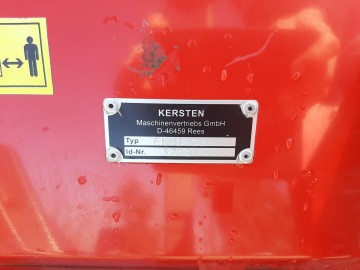 KERSTEN
Maschinenvertriebs GmbH
D-46459 Rees
Typ
Id-Nr.